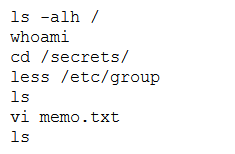 ls -alh /
whoami
cd /secrets/
less /etc/group
ls
vi memo.txt
ls